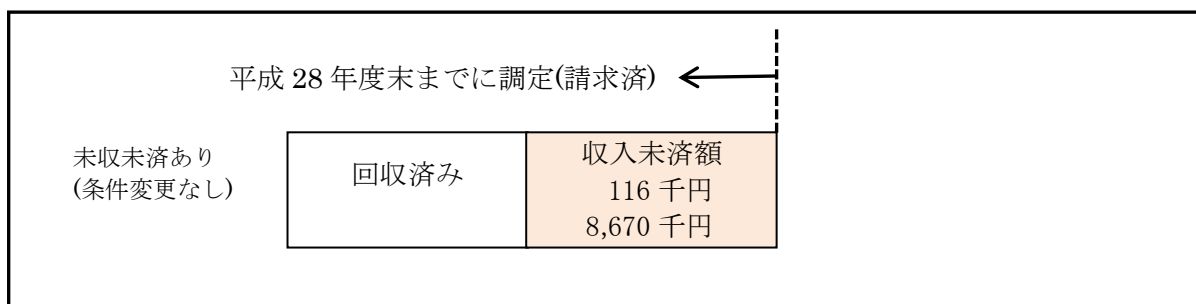 平成 28 年度末までに調定(請求済)
未収未済あり
(条件変更なし)
回収済み
収入未済額
116 千円
8,670 千円